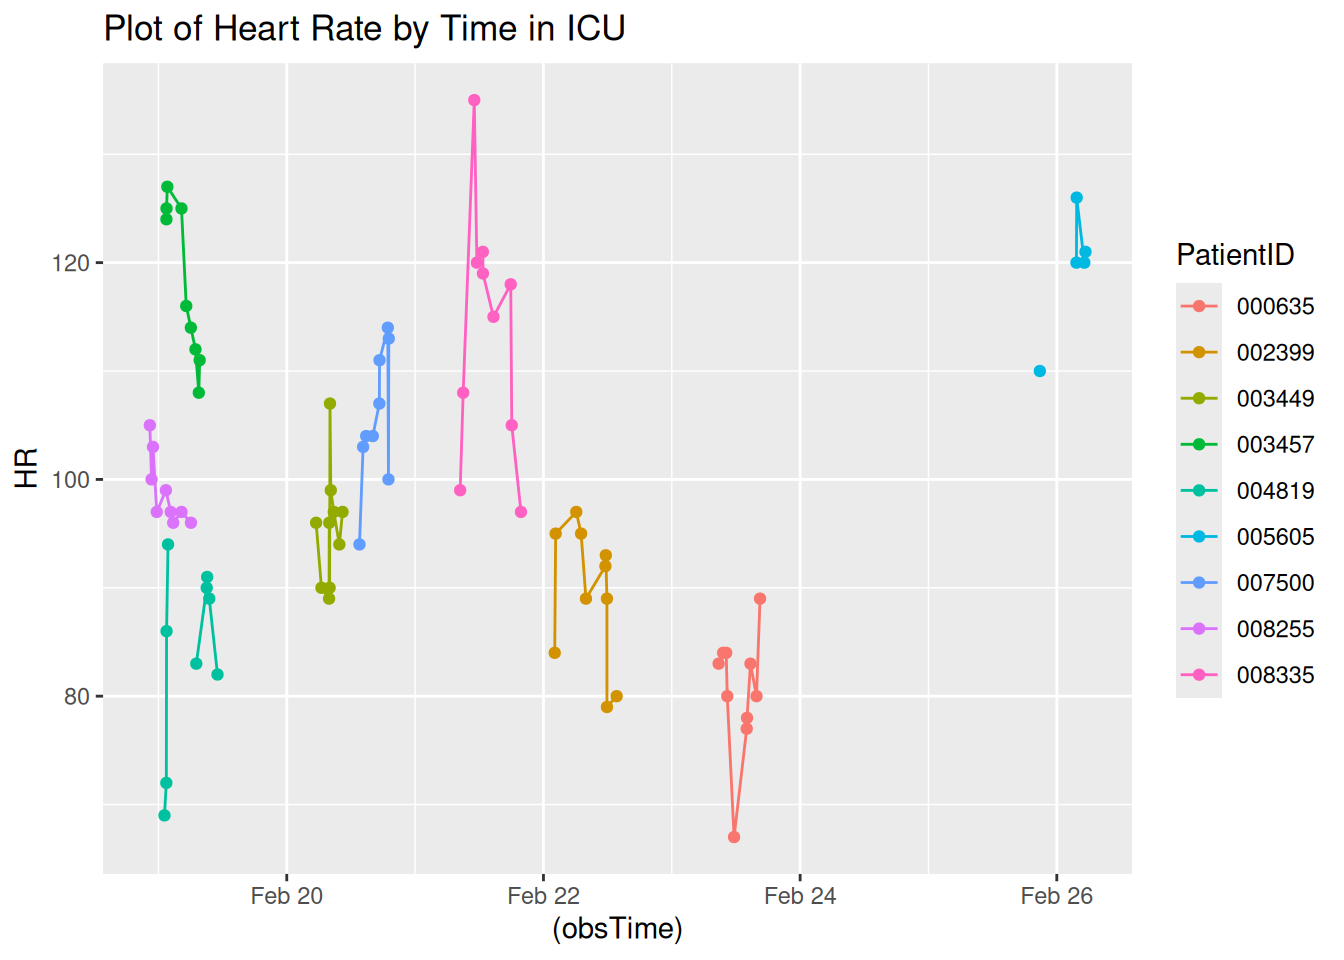 Plot of Heart Rate by Time in ICU
HR
120
100
80
Feb 20
Feb 22
Feb 24
Feb 26
(obsTime)
PatientID
000635
002399
003449
003457
004819
005605
007500
008255
008335